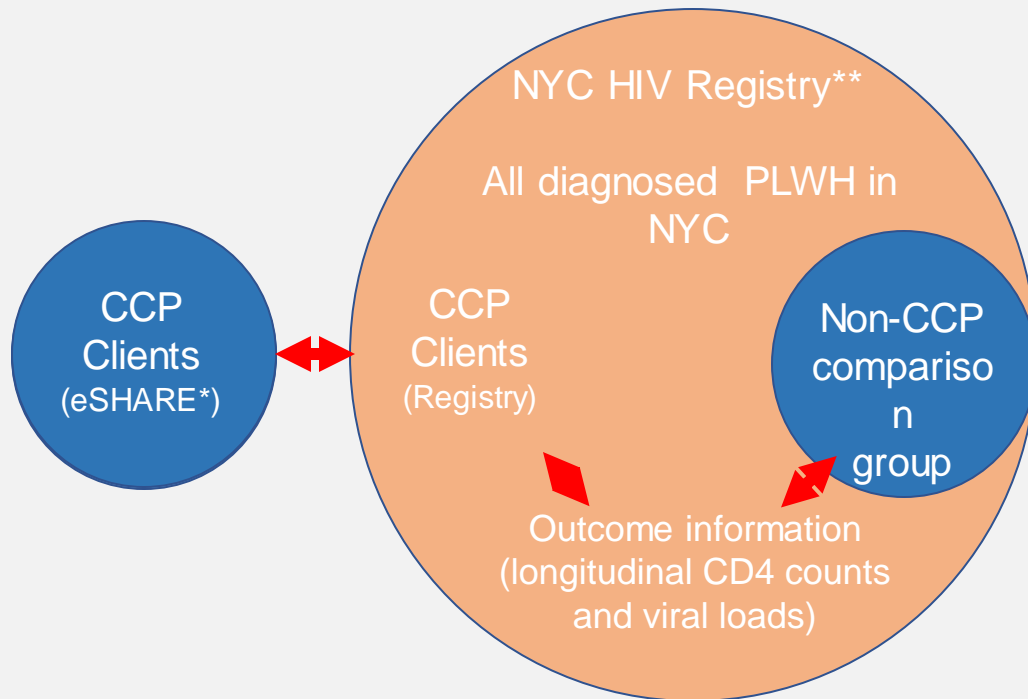 NYC HIV Registry**
All diagnosed PLWH in
NYC
CCP
Clients
(eSHARE*)
CCP
Clients
(Registry)
Non-CCP
compariso
n
group
Outcome information
(longitudinal CD4 counts
and viral loads)